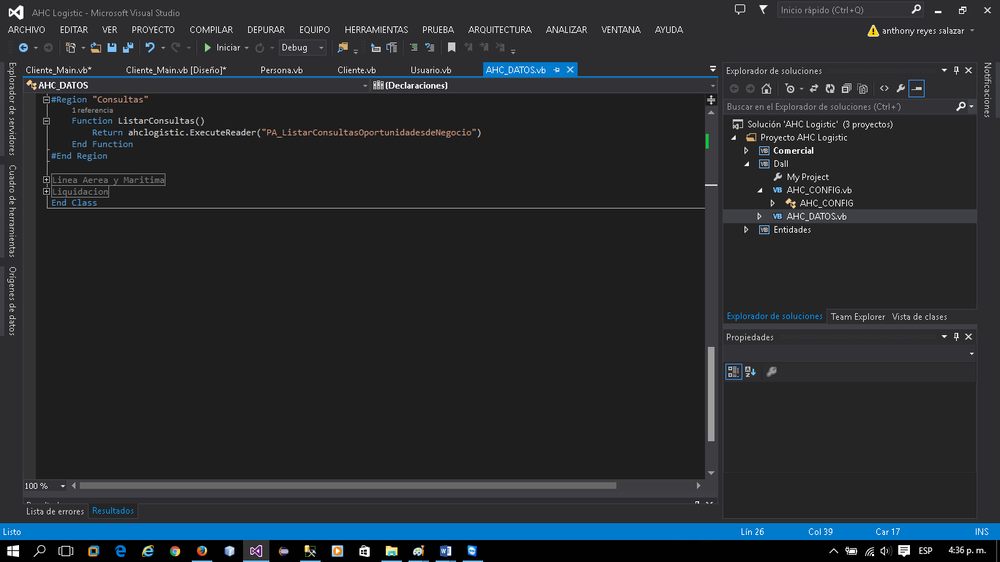 AHC Logistic - Microsoft Visual Studio
Inicio rápido (Ctrl+Q)
ARCHIVO EDITAR VER PROYECTO COMPILAR DEPURAR EQUIPO HERRAMIENTAS PRUEBA ARQUITECTURA ANALIZAR VENTANA AYUDA
anthony reyes salazar
Iniciar Debug
Explorador de servidores
Cuadro de herramientas
Orígenes de datos
Cliente_Main.vb* Cliente_Main.vb [Diseño]* Persona.vb Cliente.vb Usuario.vb AHC_DATOS.vb
AHC_DATOS (Declaraciones)
#Region "Consultas"
1 referencia
Function ListarConsultas()
Return ahclogistic.ExecuteReader("PA_ListarConsultasOportunidadesdeNegocio")
End Function
#End Region
Linea Aerea y Maritima
Liquidacion
End Class
100 %
Lista de errores Resultados
Explorador de soluciones
Buscar en el Explorador de soluciones (Ctrl+´)
Solución 'AHC Logistic' (3 proyectos)
Proyecto AHC Logistic
VB Comercial
VB Dall
My Project
VB AHC_CONFIG.vb
AHC_CONFIG
VB AHC_DATOS.vb
VB Entidades
Explorador de soluciones Team Explorer Vista de clases
Propiedades
Notificaciones
Listo Lín 26 Col 39 Car 17 INS
ESP 4:36 p. m.